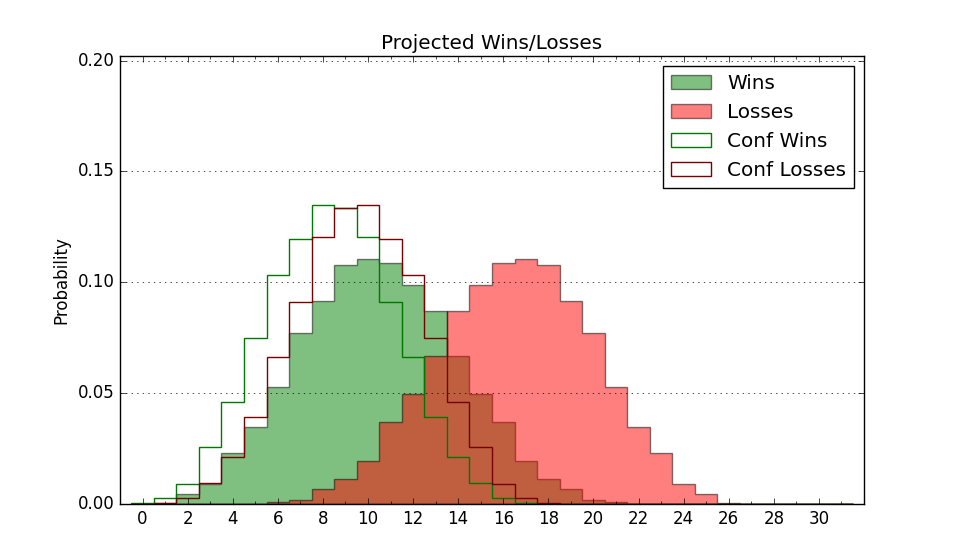 Projected Wins/Losses
0.20
0.15
0.10
0.05
0.00
Probability
Wins
Losses
Conf Wins
Conf Losses
0 2 4 6 8 10 12 14 16 18 20 22 24 26 28 30